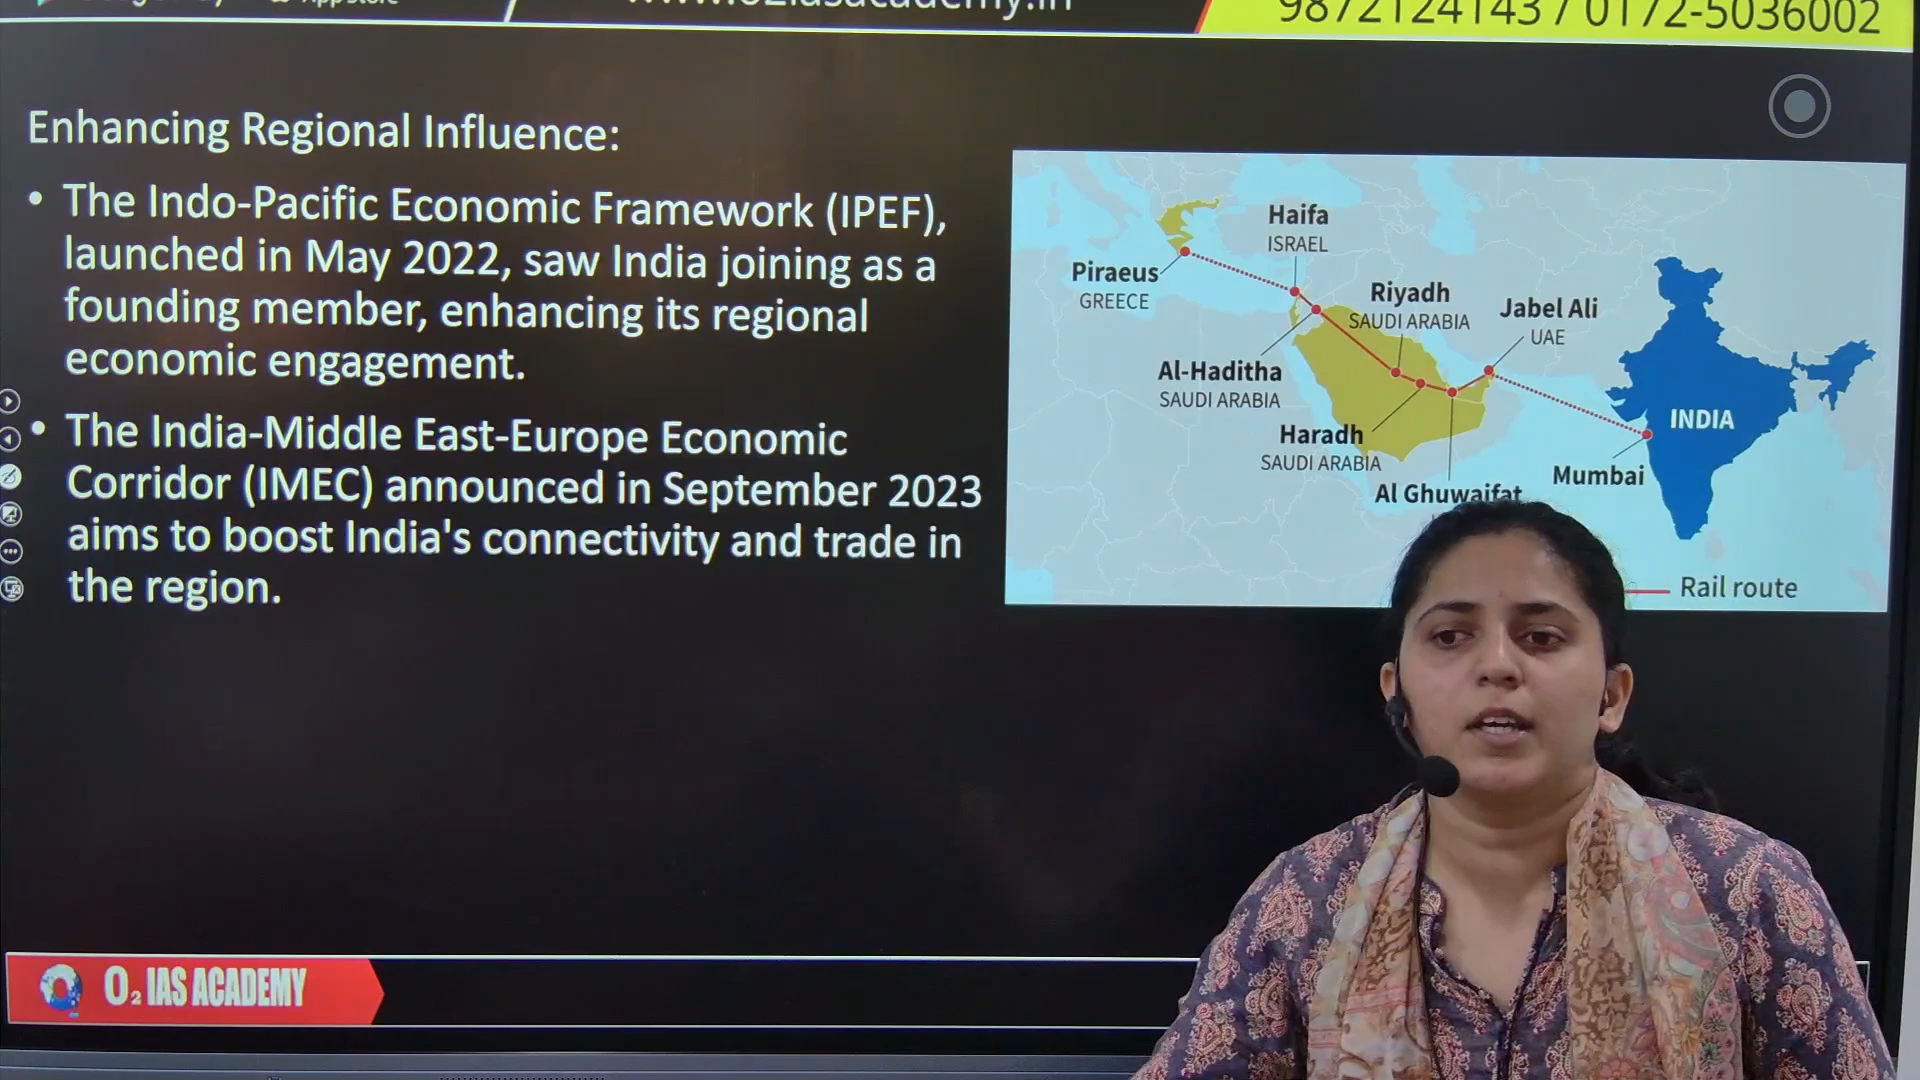 www.o2iasacademy.in
9872124143 / 0172-5036002
Enhancing Regional Influence:
• The Indo-Pacific Economic Framework (IPEF),
launched in May 2022, saw India joining as a
founding member, enhancing its regional
economic engagement.
• The India-Middle East-Europe Economic
Corridor (IMEC) announced in September 2023
aims to boost India's connectivity and trade in
the region.
Haifa
ISRAEL
Piraeus
GREECE
Riyadh
SAUDI ARABIA
Jabel Ali
UAE
Al-Haditha
SAUDI ARABIA
INDIA
Haradh
SAUDI ARABIA
Mumbai
Al Ghuwaifat
Rail route
O2 IAS ACADEMY